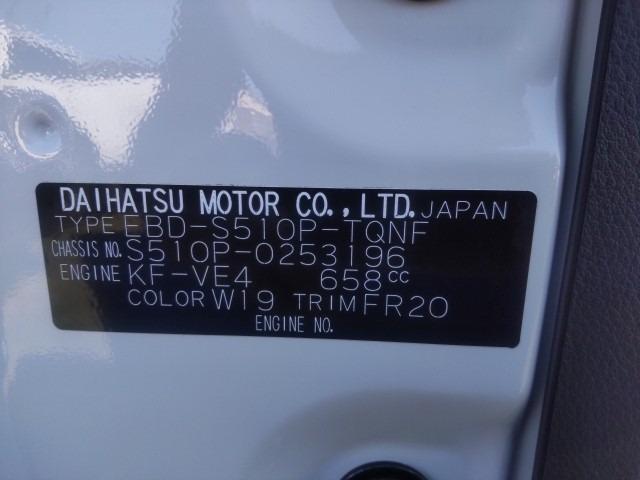 DAIHATSU MOTOR CO.,LTD. JAPAN
TYPE EBD-S510P-TQNF
CHASSIS NO. S510P-0253196
ENGINE KF-VE4 658cc
COLOR W19 TRIM FR20
ENGINE NO.